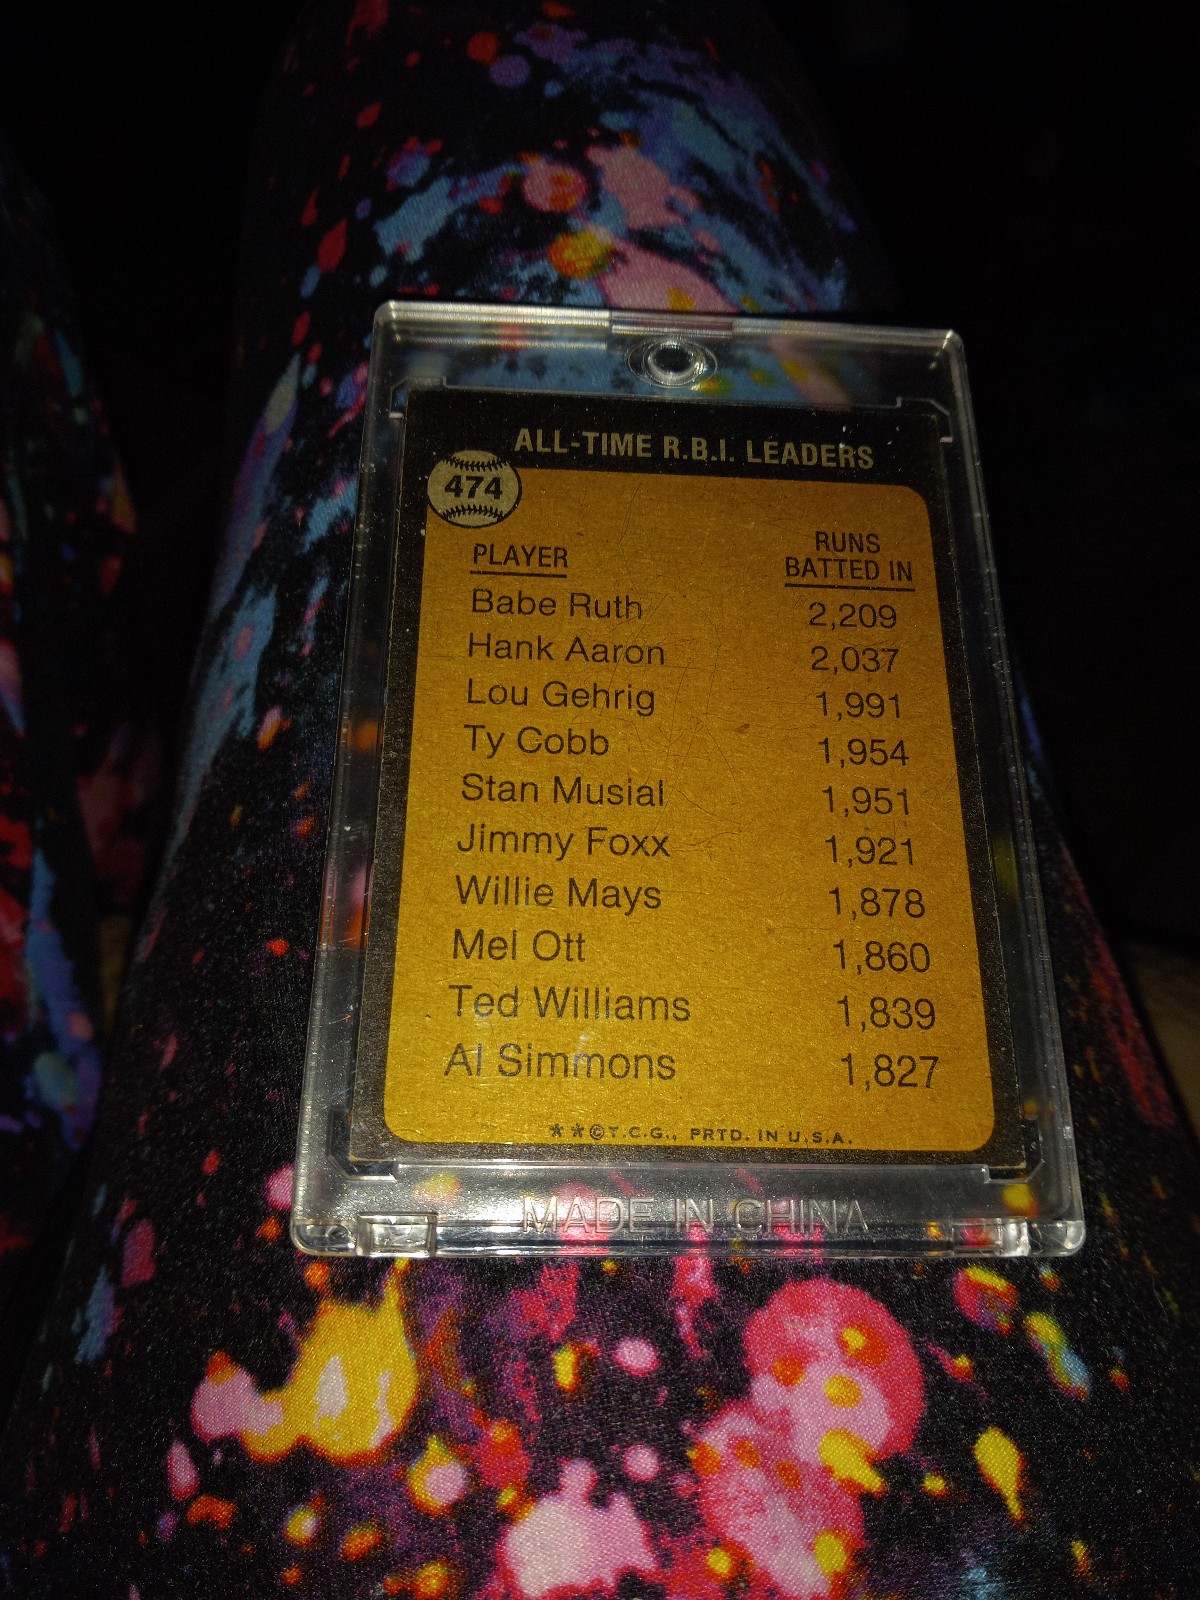 ALL-TIME R.B.I. LEADERS
474
PLAYER RUNS BATTED IN
Babe Ruth 2,209
Hank Aaron 2,037
Lou Gehrig 1,991
Ty Cobb 1,954
Stan Musial 1,951
Jimmy Foxx 1,921
Willie Mays 1,878
Mel Ott 1,860
Ted Williams 1,839
Al Simmons 1,827
★★©T.C.G., PRTD. IN U.S.A.
MADE IN CHINA